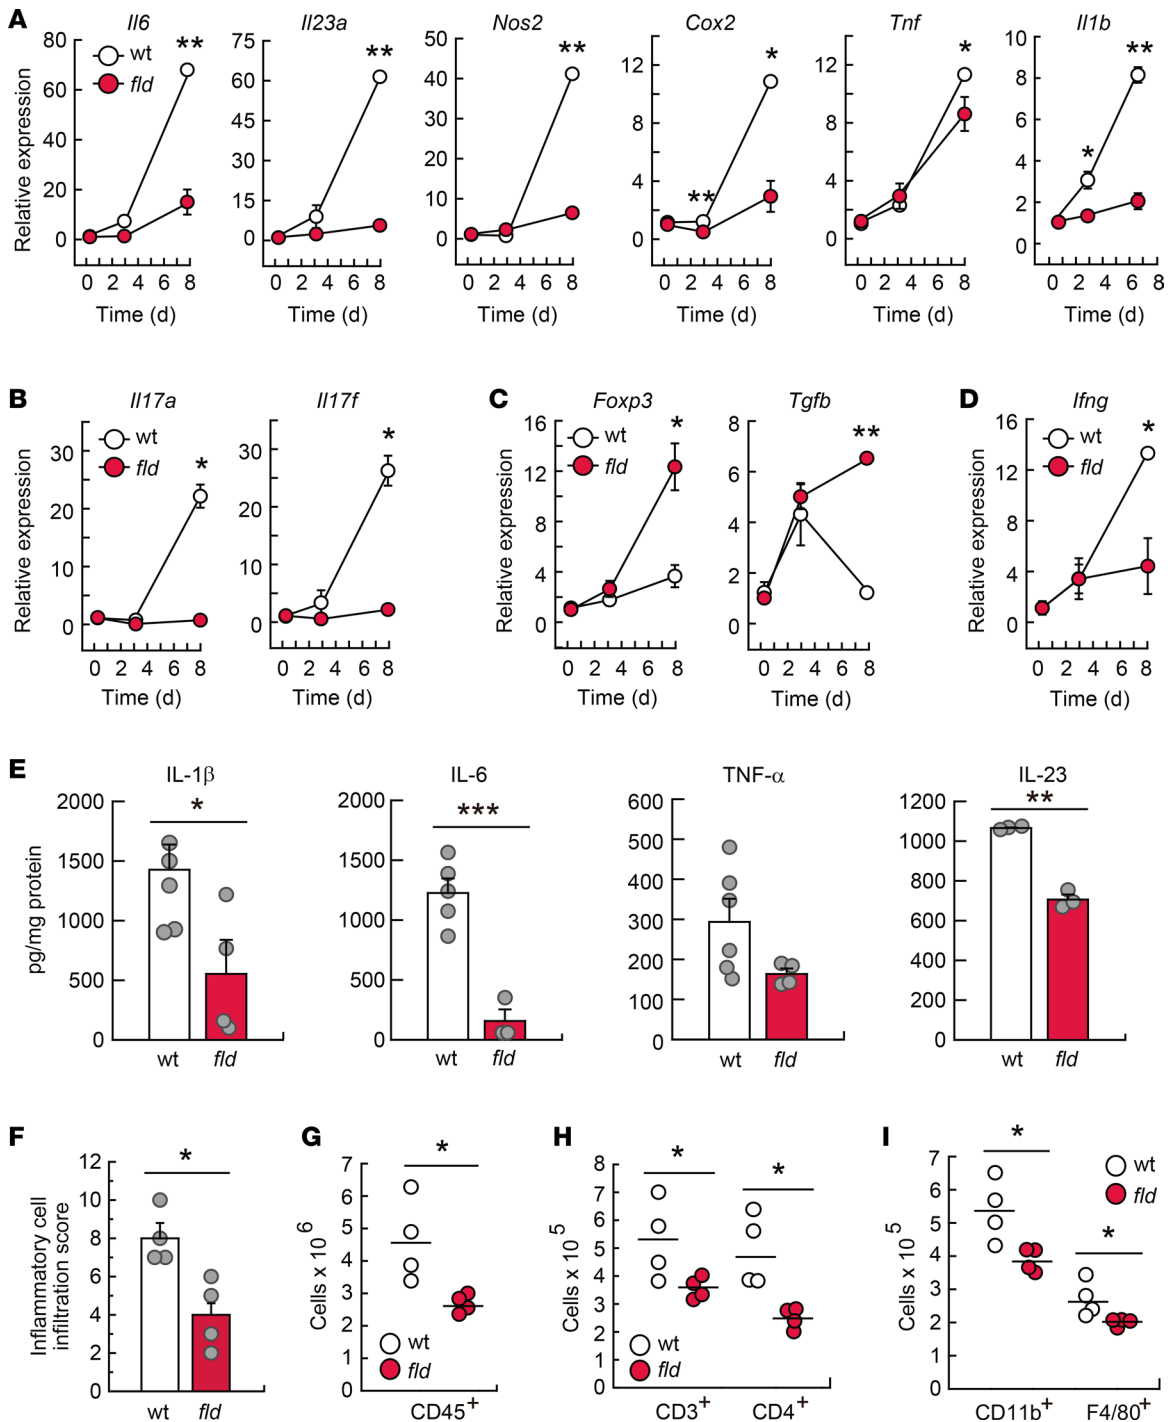 A
Il6
Il23a
Nos2
Cox2
Tnf
Il1b
Relative expression
80
60
40
20
0
wt
fld
**
0 2 4 6 8
Time (d)
75
60
45
30
15
0
**
0 2 4 6 8
Time (d)
50
40
30
20
10
0
**
0 2 4 6 8
Time (d)
12
8
4
0
**
*
0 2 4 6 8
Time (d)
12
8
4
0
*
0 2 4 6 8
Time (d)
10
8
6
4
2
0
*
**
0 2 4 6 8
Time (d)
B
Il17a
Il17f
Relative expression
30
20
10
0
wt
fld
*
0 2 4 6 8
Time (d)
30
20
10
0
*
0 2 4 6 8
Time (d)
C
Foxp3
Tgfb
Relative expression
16
12
8
4
0
wt
fld
*
0 2 4 6 8
Time (d)
8
6
4
2
0
**
0 2 4 6 8
Time (d)
D
Ifng
Relative expression
16
12
8
4
0
wt
fld
*
0 2 4 6 8
Time (d)
E
IL-1β
IL-6
TNF-α
IL-23
pg/mg protein
2000
1500
1000
500
0
*
wt fld
2000
1500
1000
500
0
***
wt fld
600
500
400
300
200
100
0
wt fld
1200
1000
800
600
400
200
0
**
wt fld
F
Inflammatory cell
infiltration score
12
10
8
6
4
2
0
*
wt fld
G
Cells x 10^6
7
6
5
4
3
2
1
0
*
wt
fld
CD45+
H
Cells x 10^5
8
7
6
5
4
3
2
1
0
*
*
wt
fld
CD3+ CD4+
I
Cells x 10^5
7
6
5
4
3
2
1
0
*
*
wt
fld
CD11b+ F4/80+